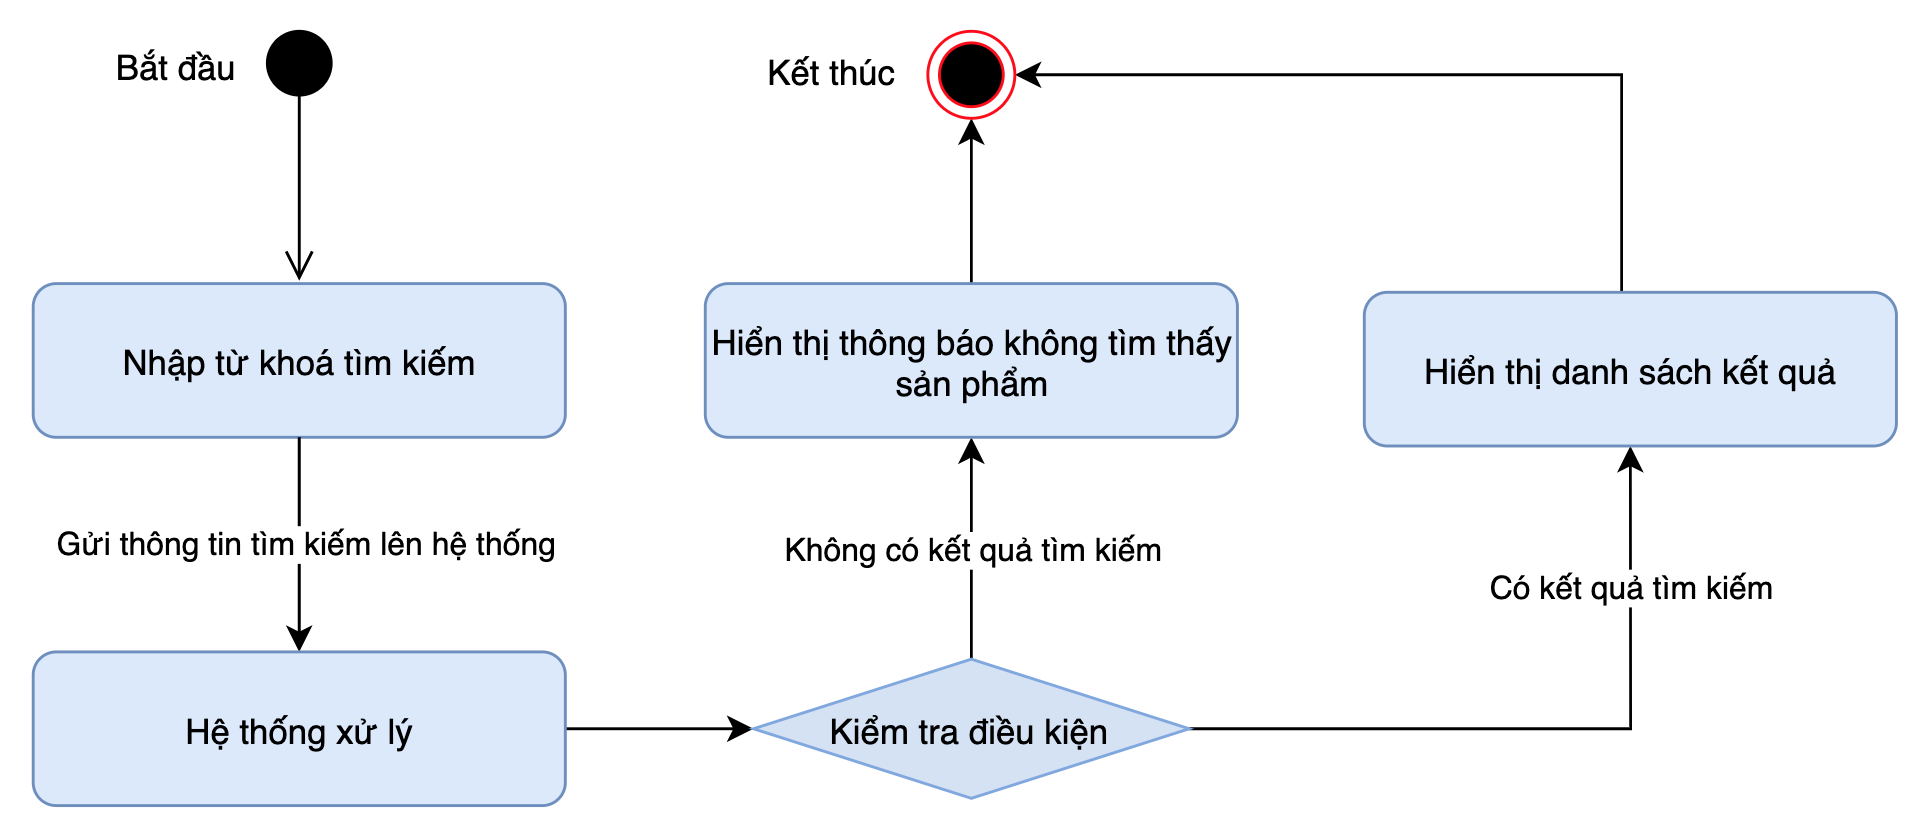 Bắt đầu
Kết thúc
Nhập từ khoá tìm kiếm
Hiển thị thông báo không tìm thấy
sản phẩm
Hiển thị danh sách kết quả
Gửi thông tin tìm kiếm lên hệ thống
Không có kết quả tìm kiếm
Có kết quả tìm kiếm
Hệ thống xử lý
Kiểm tra điều kiện